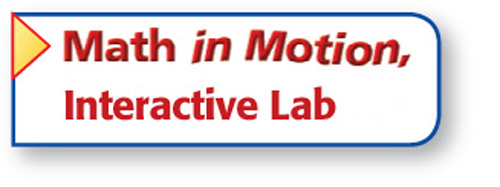 Math in Motion,
Interactive Lab